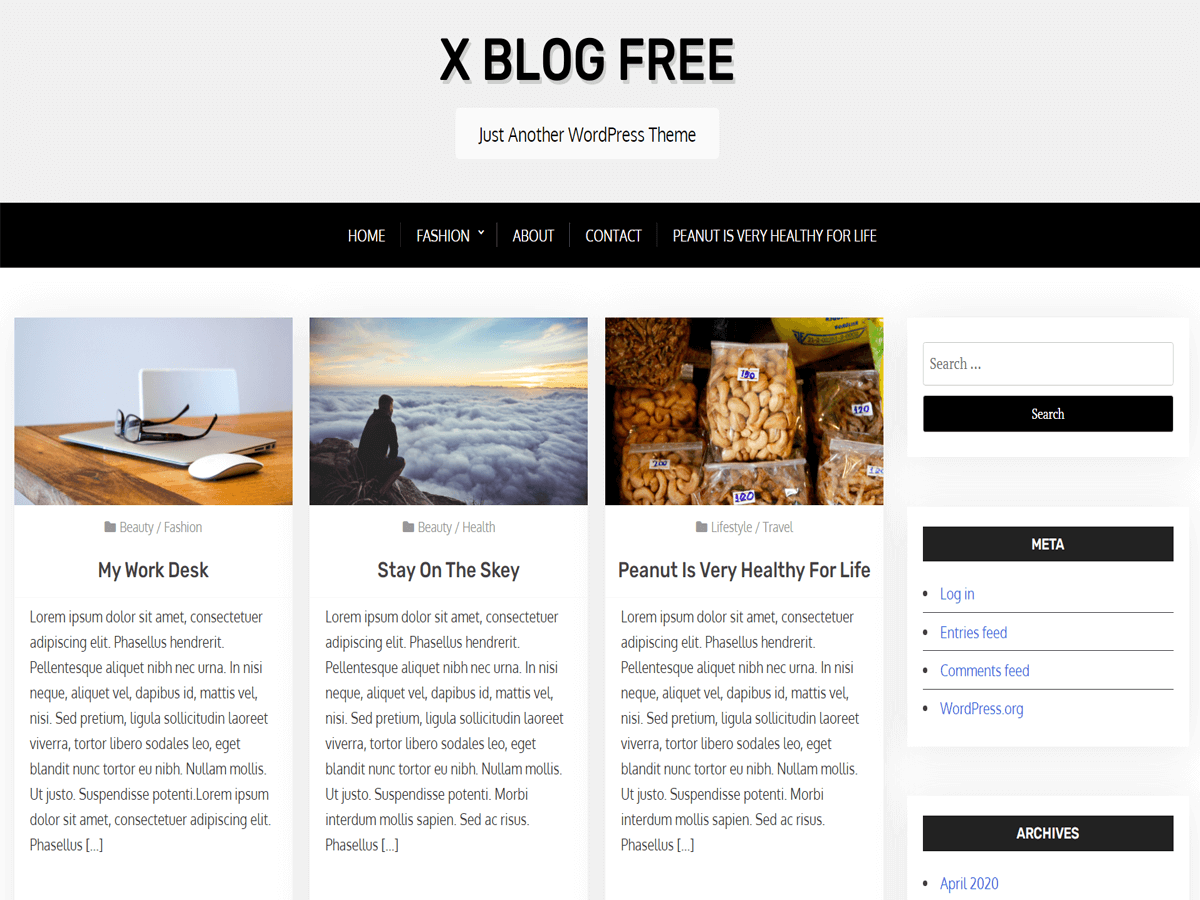 X BLOG FREE
Just Another WordPress Theme
HOME
FASHION
ABOUT
CONTACT
PEANUT IS VERY HEALTHY FOR LIFE
190
120
200
120
Beauty / Fashion
My Work Desk
Lorem ipsum dolor sit amet, consectetuer
adipiscing elit. Phasellus hendrerit.
Pellentesque aliquet nibh nec urna. In nisi
neque, aliquet vel, dapibus id, mattis vel,
nisi. Sed pretium, ligula sollicitudin laoreet
viverra, tortor libero sodales leo, eget
blandit nunc tortor eu nibh. Nullam mollis.
Ut justo. Suspendisse potenti.Lorem ipsum
dolor sit amet, consectetuer adipiscing elit.
Phasellus [...]
Beauty / Health
Stay On The Skey
Lorem ipsum dolor sit amet, consectetuer
adipiscing elit. Phasellus hendrerit.
Pellentesque aliquet nibh nec urna. In nisi
neque, aliquet vel, dapibus id, mattis vel,
nisi. Sed pretium, ligula sollicitudin laoreet
viverra, tortor libero sodales leo, eget
blandit nunc tortor eu nibh. Nullam mollis.
Ut justo. Suspendisse potenti. Morbi
interdum mollis sapien. Sed ac risus.
Phasellus [...]
Lifestyle / Travel
Peanut Is Very Healthy For Life
Lorem ipsum dolor sit amet, consectetuer
adipiscing elit. Phasellus hendrerit.
Pellentesque aliquet nibh nec urna. In nisi
neque, aliquet vel, dapibus id, mattis vel,
nisi. Sed pretium, ligula sollicitudin laoreet
viverra, tortor libero sodales leo, eget
blandit nunc tortor eu nibh. Nullam mollis.
Ut justo. Suspendisse potenti. Morbi
interdum mollis sapien. Sed ac risus.
Phasellus [...]
Search ...
Search
META
Log in
Entries feed
Comments feed
WordPress.org
ARCHIVES
April 2020